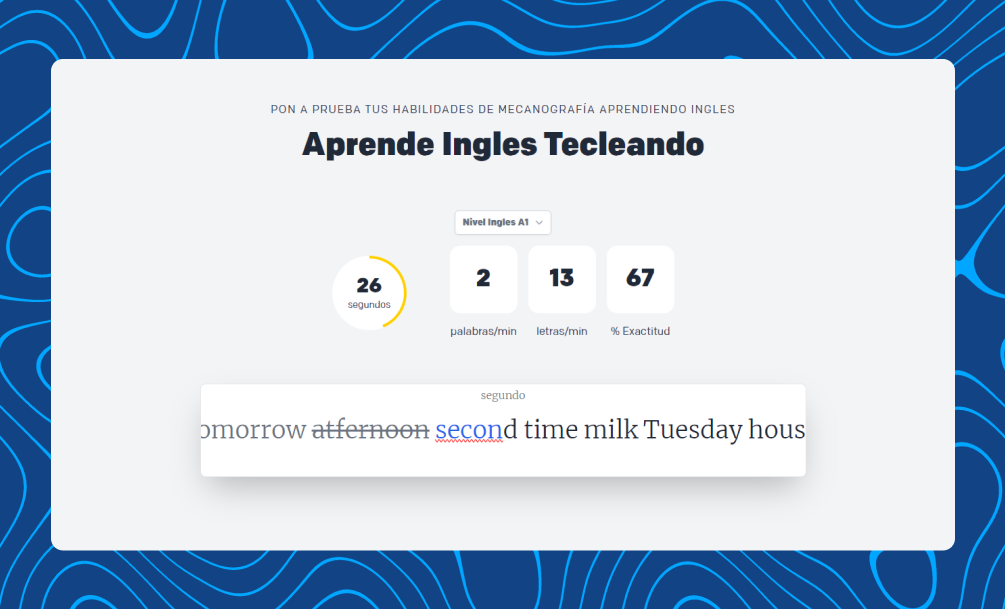 PON A PRUEBA TUS HABILIDADES DE MECANOGRAFÍA APRENDIENDO INGLES
Aprende Ingles Tecleando
Nivel Ingles A1
26
segundos
2
13
67
palabras/min
letras/min
% Exactitud
segundo
omorrow atfernoon second time milk Tuesday hous